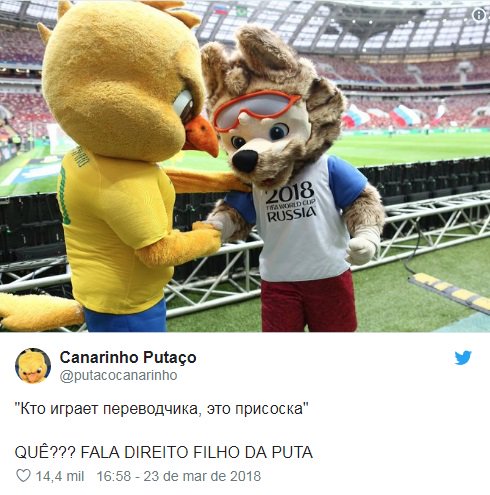 2018
FIFA WORLD CUP
RUSSIA
Canarinho Putaço
@putacocanarinho
"Кто играет переводчика, это присоска"
QUÊ??? FALA DIREITO FILHO DA PUTA
14,4 mil 16:58 - 23 de mar de 2018